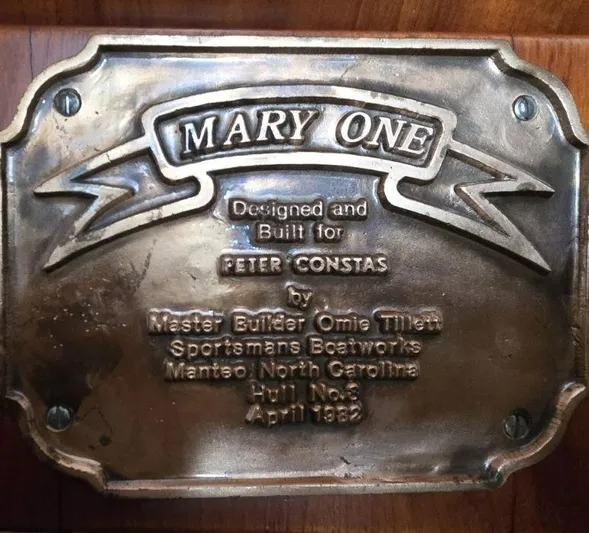 MARY ONE
Designed and
Built for
PETER CONSTAS
by
Master Builder Omie Tillett
Sportsmans Boatworks
Manteo, North Carolina
Hull No.
April 1982